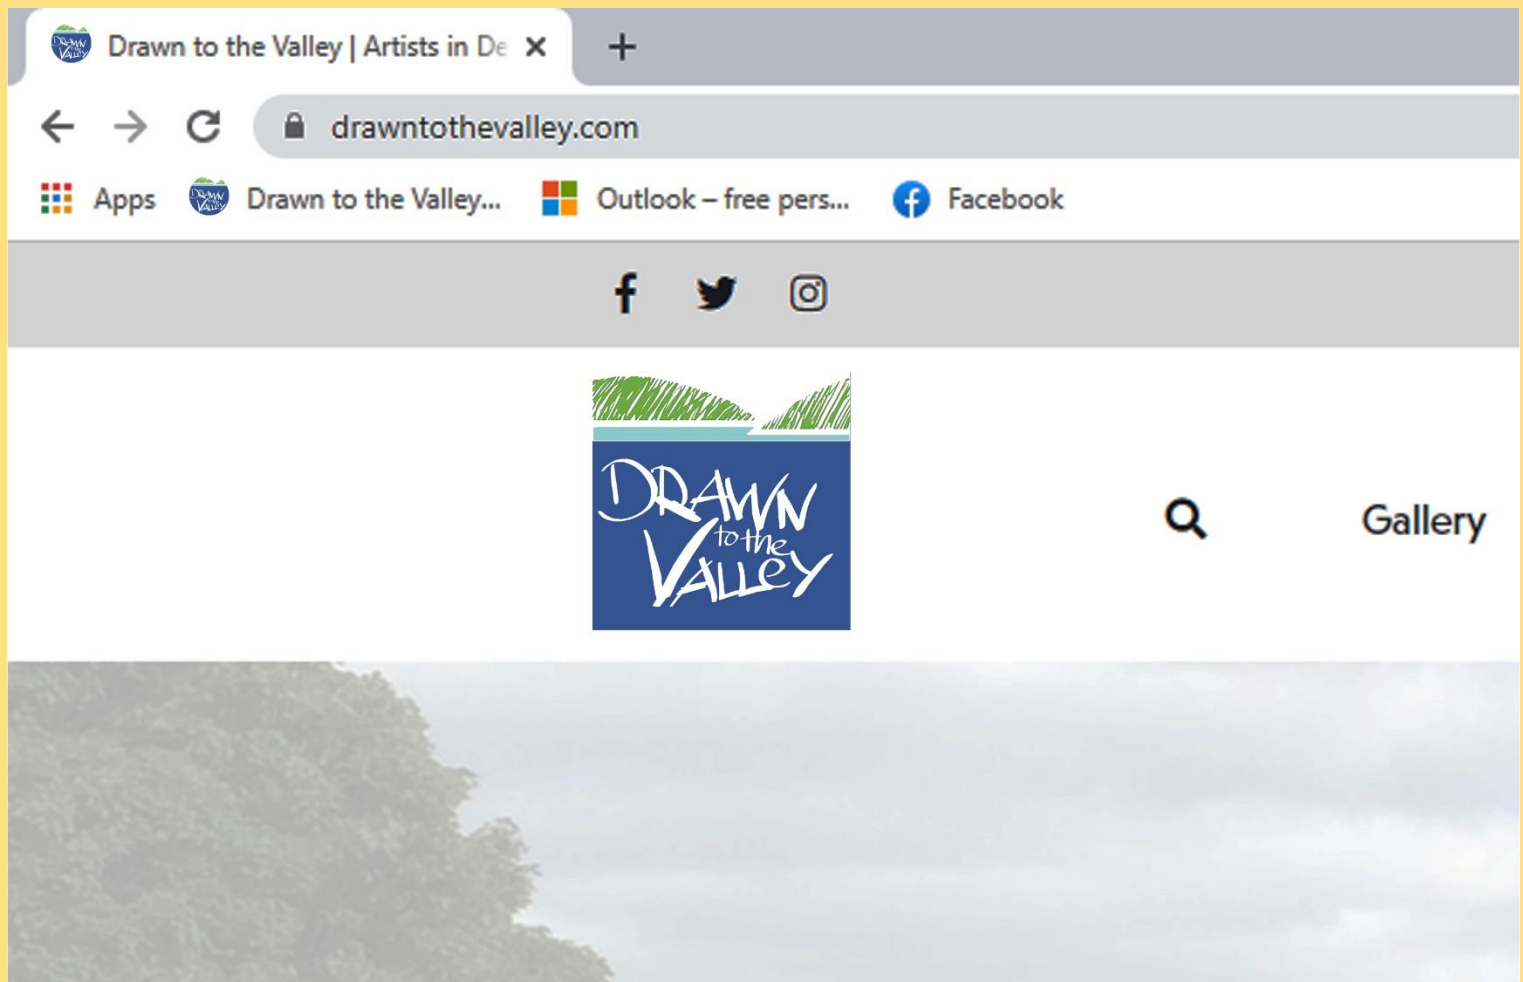 Drawn to the Valley | Artists in De
drawntothevalley.com
Apps Drawn to the Valley... Outlook – free pers... Facebook
DRAWN
to the
VALLEY
Gallery